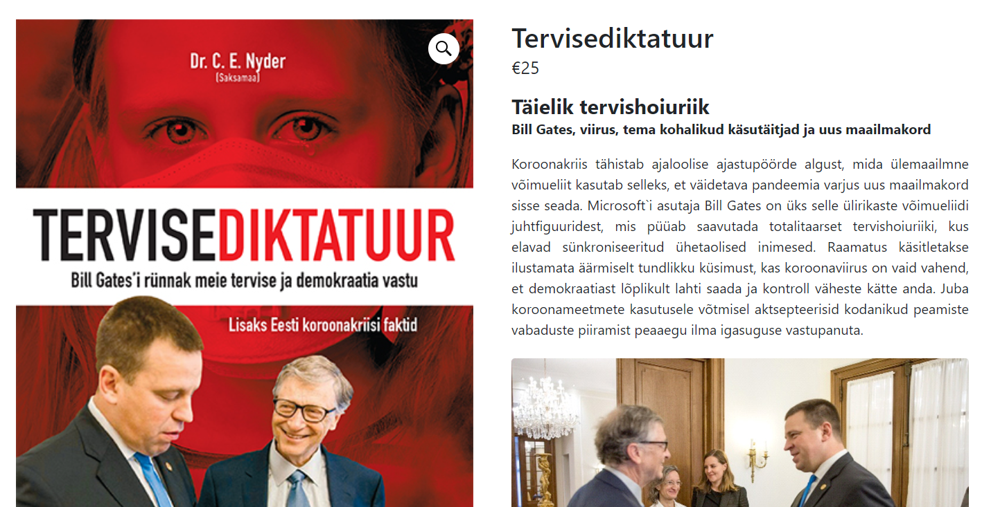 Dr. C. E. Nyder
(Saksamaa)
TERVISEDIKTATUUR
Bill Gates'i rünnak meie tervise ja demokraatia vastu
Lisaks Eesti koroonakriisi faktid
Tervisediktatuur
€25
Täielik tervishoiuriik
Bill Gates, viirus, tema kohalikud käsutäitjad ja uus maailmakord
Koroonakriis tähistab ajaloolise ajastupöörde algust, mida ülemaailmne
võimueliit kasutab selleks, et väidetava pandeemia varjus uus maailmakord
sisse seada. Microsoft`i asutaja Bill Gates on üks selle ülirikaste võimueliidi
juhtfiguuridest, mis püüab saavutada totalitaarset tervishoiuriiki, kus
elavad sünkroniseeritud ühetaolised inimesed. Raamatus käsitletakse
ilustamata äärmiselt tundlikku küsimust, kas koroonaviirus on vaid vahend,
et demokraatiast lõplikult lahti saada ja kontroll väheste kätte anda. Juba
koroonameetmete kasutusele võtmisel aktsepteerisid kodanikud peamiste
vabaduste piiramist peaaegu ilma igasuguse vastupanuta.